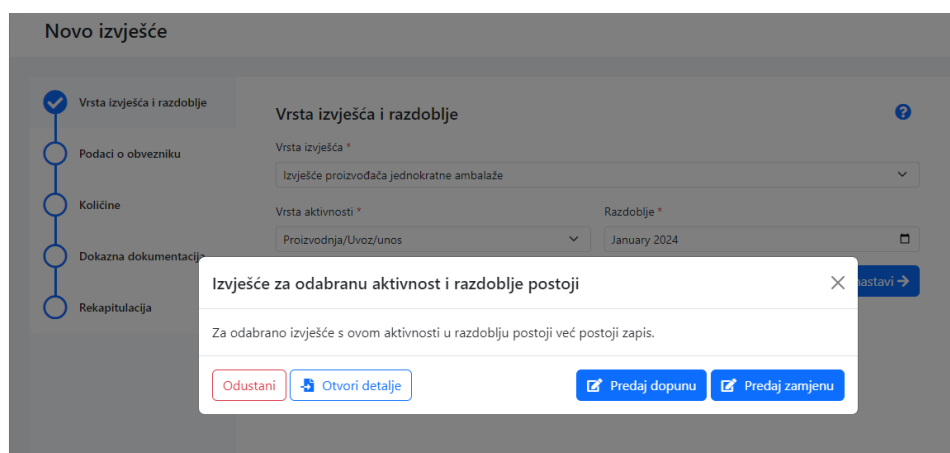 Novo izvješće
Vrsta izvješća i razdoblje
Podaci o obvezniku
Količine
Dokazna dokumentacija
Rekapitulacija
Vrsta izvješća i razdoblje
Vrsta izvješća *
Izvješće proizvođača jednokratne ambalaže
Vrsta aktivnosti * Razdoblje *
Proizvodnja/Uvoz/unos January 2024
nastavi
Izvješće za odabranu aktivnost i razdoblje postoji
Za odabrano izvješće s ovom aktivnosti u razdoblju postoji već postoji zapis.
Odustani Otvori detalje Predaj dopunu Predaj zamjenu